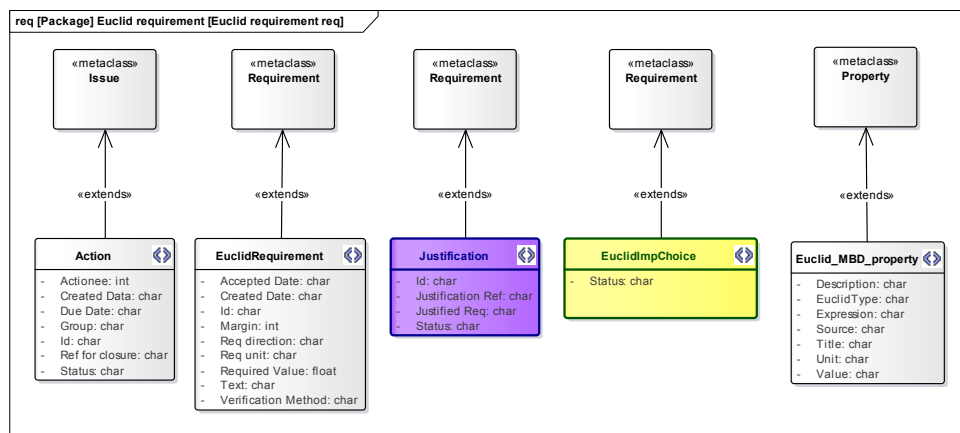 req [Package] Euclid requirement [Euclid requirement req]
«metaclass»
Issue
«metaclass»
Requirement
«metaclass»
Requirement
«metaclass»
Requirement
«metaclass»
Property
«extends»
«extends»
«extends»
«extends»
«extends»
Action
- Actionee: int
- Created Data: char
- Due Date: char
- Group: char
- Id: char
- Ref for closure: char
- Status: char
EuclidRequirement
- Accepted Date: char
- Created Date: char
- Id: char
- Margin: int
- Req direction: char
- Req unit: char
- Required Value: float
- Text: char
- Verification Method: char
Justification
- Id: char
- Justification Ref: char
- Justified Req: char
- Status: char
EuclidImpChoice
- Status: char
Euclid_MBD_property
- Description: char
- EuclidType: char
- Expression: char
- Source: char
- Title: char
- Unit: char
- Value: char